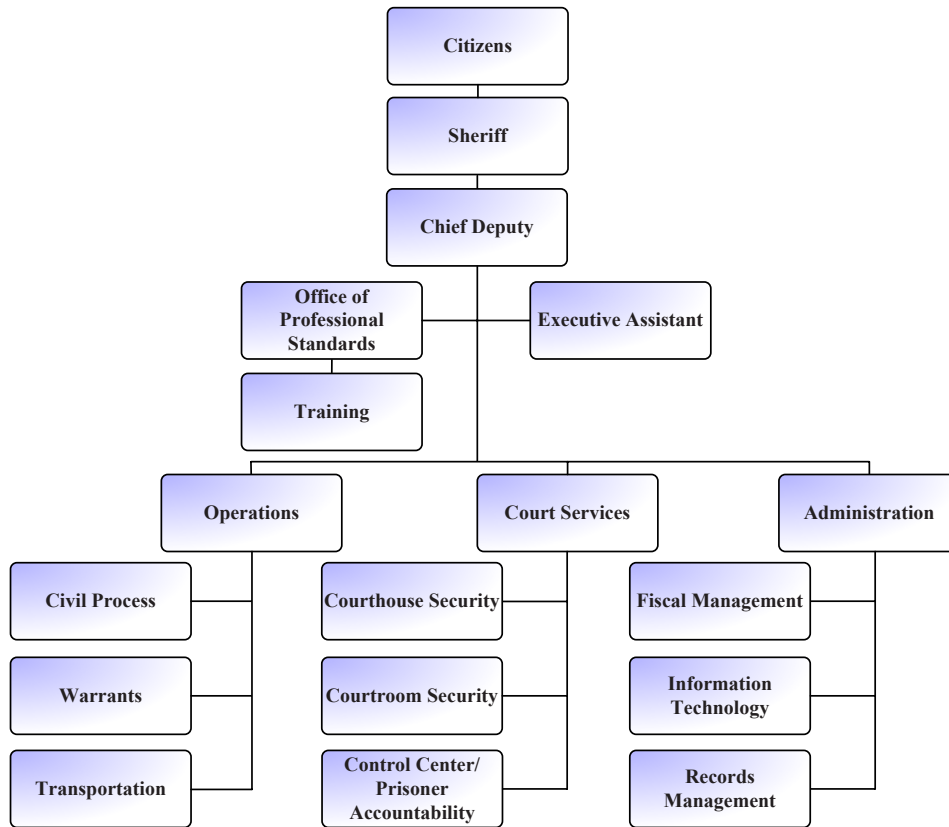 Citizens
Sheriff
Chief Deputy
Office of
Professional
Standards
Executive Assistant
Training
Operations
Court Services
Administration
Civil Process
Courthouse Security
Fiscal Management
Warrants
Courtroom Security
Information
Technology
Transportation
Control Center/
Prisoner
Accountability
Records
Management